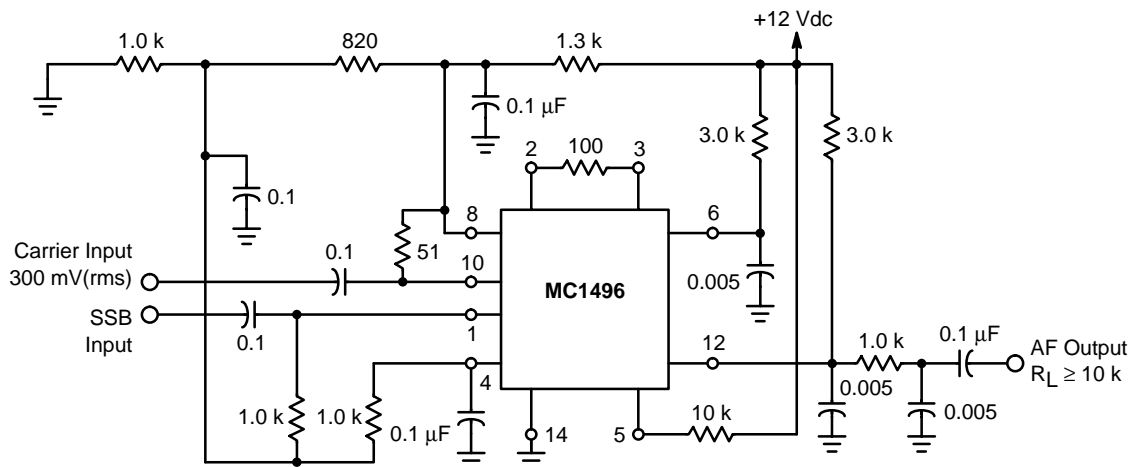 +12 Vdc
1.0 k
820
1.3 k
0.1 μF
3.0 k
3.0 k
2
100
3
0.1
8
6
51
Carrier Input
300 mV(rms)
0.1
10
MC1496
0.005
SSB
Input
0.1
1
12
1.0 k
0.1 μF
AF Output
RL ≥ 10 k
4
0.005
0.005
1.0 k
1.0 k
0.1 μF
14
5
10 k